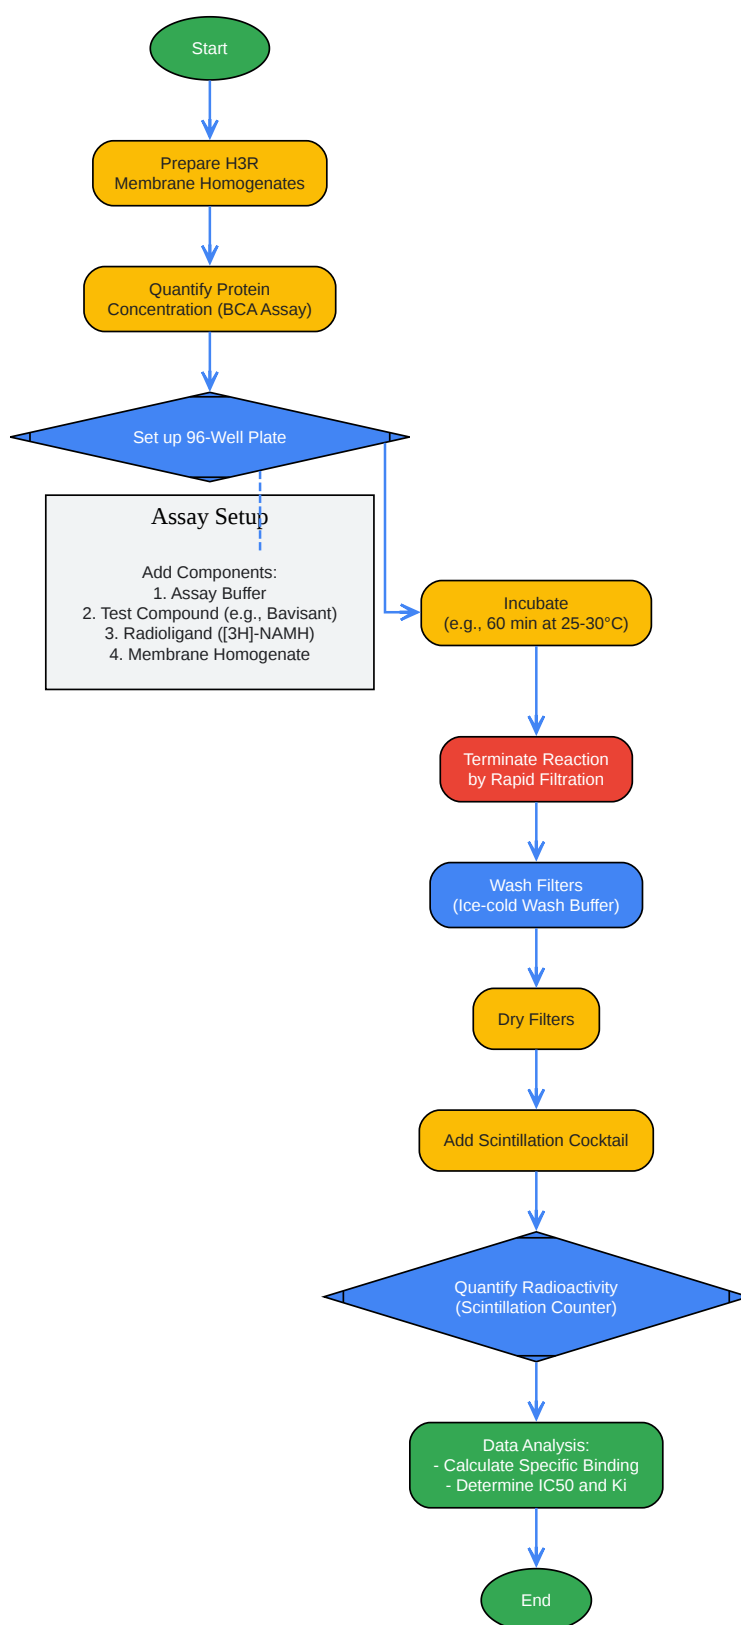 Start
Prepare H3R
Membrane Homogenates
Quantify Protein
Concentration (BCA Assay)
Set up 96-Well Plate
Assay Setup
Add Components:
1. Assay Buffer
2. Test Compound (e.g., Bavisant)
3. Radioligand ([3H]-NAMH)
4. Membrane Homogenate
Incubate
(e.g., 60 min at 25-30°C)
Terminate Reaction
by Rapid Filtration
Wash Filters
(Ice-cold Wash Buffer)
Dry Filters
Add Scintillation Cocktail
Quantify Radioactivity
(Scintillation Counter)
Data Analysis:
- Calculate Specific Binding
- Determine IC50 and Ki
End